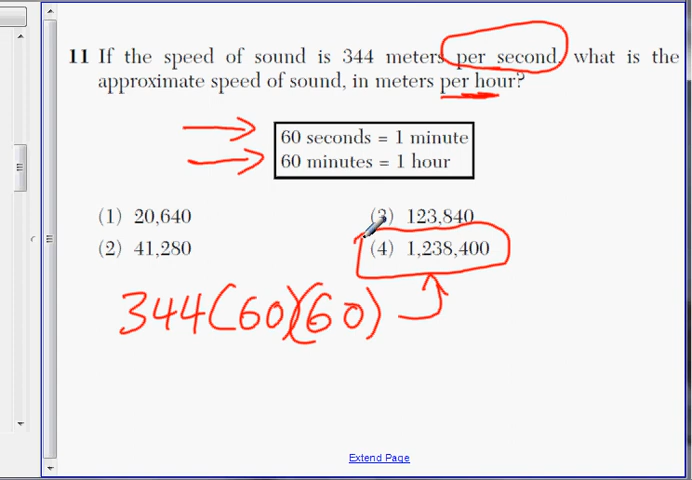 11 If the speed of sound is 344 meters per second, what is the
approximate speed of sound, in meters per hour?
60 seconds = 1 minute
60 minutes = 1 hour
(1) 20,640
(3) 123,840
(2) 41,280
(4) 1,238,400
344(60)(60)
Extend Page